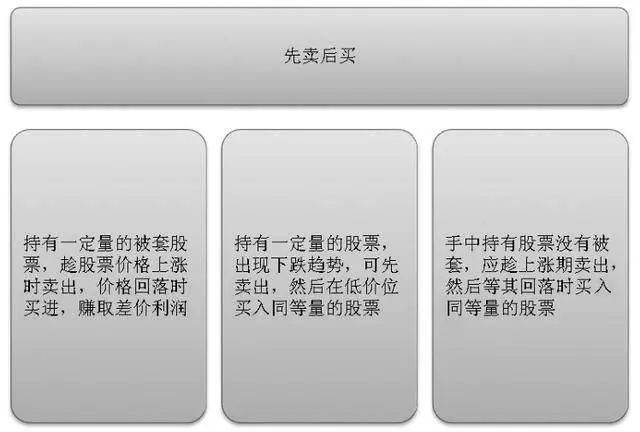 先卖后买
持有一定量的被套股
票，趁股票价格上涨
时卖出，价格回落时
买进，赚取差价利润
持有一定量的股票，
出现下跌趋势，可先
卖出，然后在低价位
买入同等量的股票
手中持有股票没有被
套，应趁上涨期卖出，
然后等其回落时买入
同等量的股票